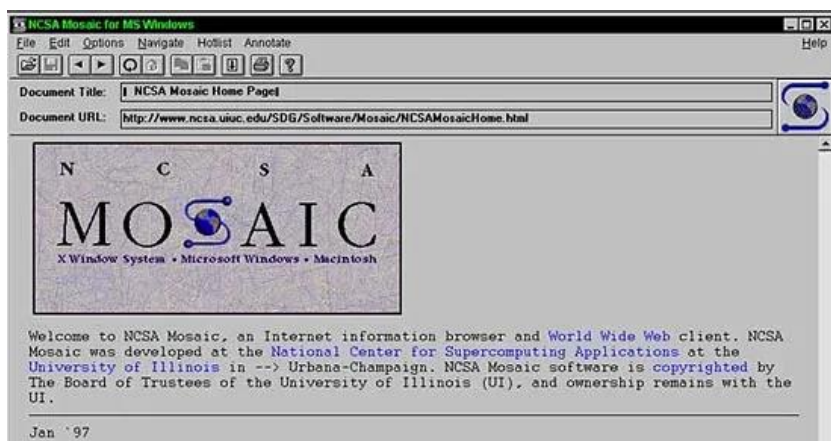 NCSA Mosaic for MS Windows
File Edit Options Navigate Hotlist Annotate Help
Document Title: NCSA Mosaic Home Page
Document URL: http://www.ncsa.uiuc.edu/SDG/Software/Mosaic/NCSAMosaicHome.html
N C S A
MOSAIC
X Window System • Microsoft Windows • Macintosh
Welcome to NCSA Mosaic, an Internet information browser and World Wide Web client. NCSA
Mosaic was developed at the National Center for Supercomputing Applications at the
University of Illinois in --> Urbana-Champaign. NCSA Mosaic software is copyrighted by
The Board of Trustees of the University of Illinois (UI), and ownership remains with the
UI.
Jan `97